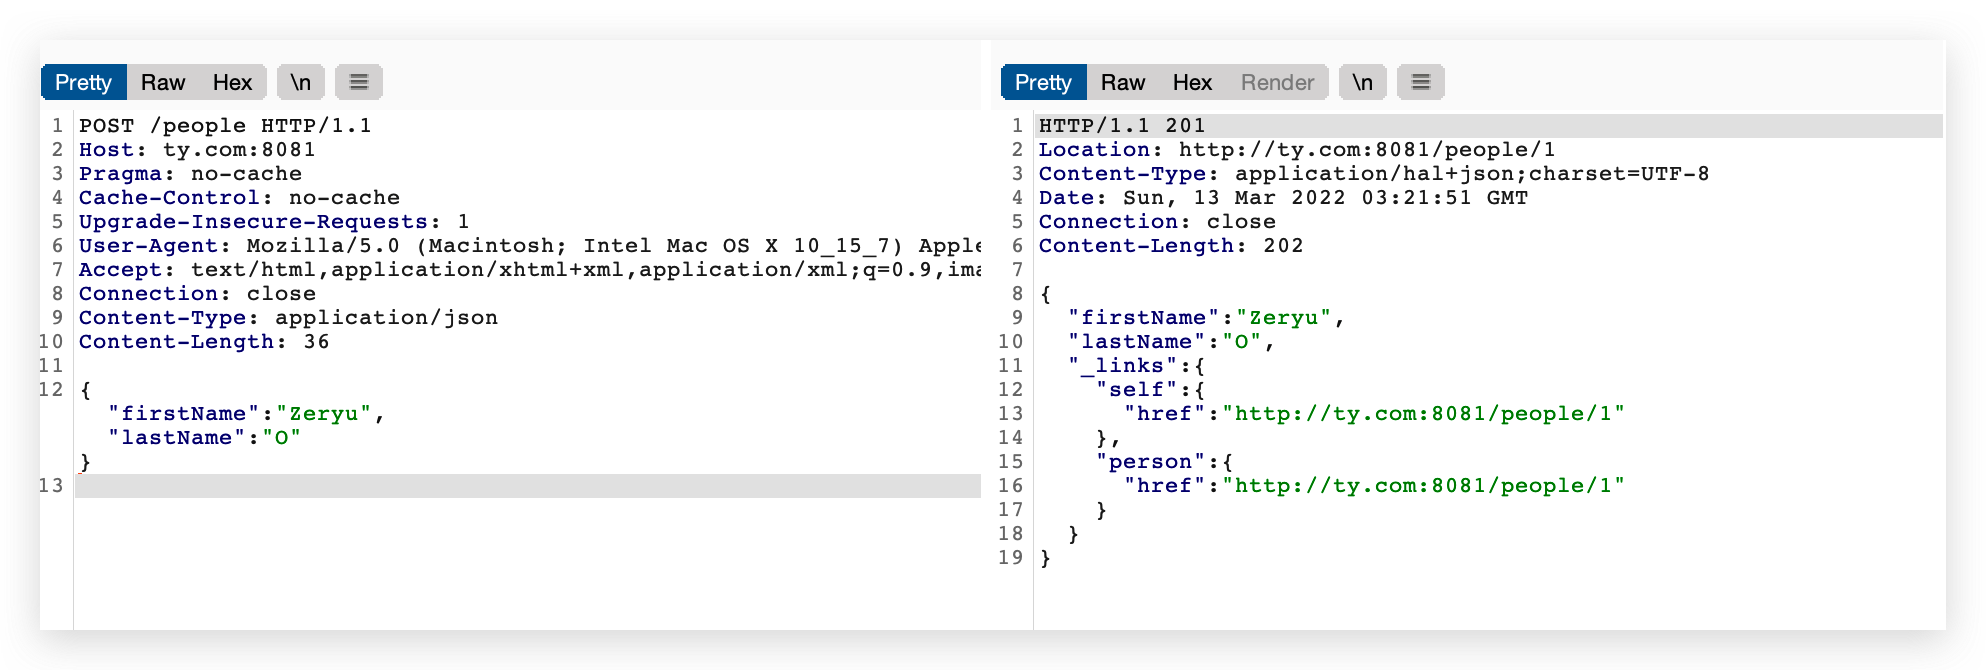 Pretty Raw Hex \n
1 POST /people HTTP/1.1
2 Host: ty.com:8081
3 Pragma: no-cache
4 Cache-Control: no-cache
5 Upgrade-Insecure-Requests: 1
6 User-Agent: Mozilla/5.0 (Macintosh; Intel Mac OS X 10_15_7) Apple
7 Accept: text/html,application/xhtml+xml,application/xml;q=0.9,ima
8 Connection: close
9 Content-Type: application/json
10 Content-Length: 36
11
12 {
"firstName":"Zeryu",
"lastName":"O"
}
13
Pretty Raw Hex Render \n
1 HTTP/1.1 201
2 Location: http://ty.com:8081/people/1
3 Content-Type: application/hal+json;charset=UTF-8
4 Date: Sun, 13 Mar 2022 03:21:51 GMT
5 Connection: close
6 Content-Length: 202
7
8 {
9 "firstName":"Zeryu",
10 "lastName":"O",
11 "_links":{
12 "self":{
13 "href":"http://ty.com:8081/people/1"
14 },
15 "person":{
16 "href":"http://ty.com:8081/people/1"
17 }
18 }
19 }